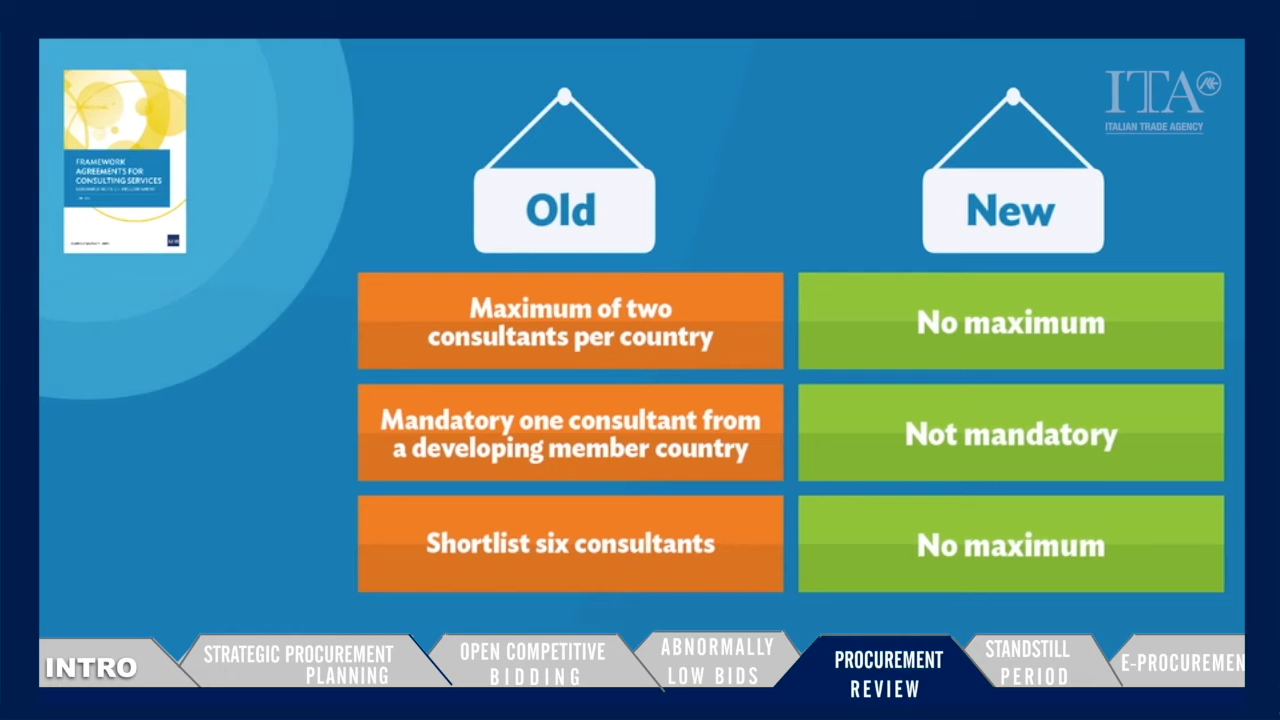 FRAMEWORK
AGREEMENTS FOR
CONSULTING SERVICES
ITA
ITALIAN TRADE AGENCY
Old
New
Maximum of two
consultants per country
No maximum
Mandatory one consultant from
a developing member country
Not mandatory
Shortlist six consultants
No maximum
INTRO
STRATEGIC PROCUREMENT
PLANNING
OPEN COMPETITIVE
BIDDING
ABNORMALLY
LOW BIDS
PROCUREMENT
REVIEW
STANDSTILL
PERIOD
E-PROCUREMEN